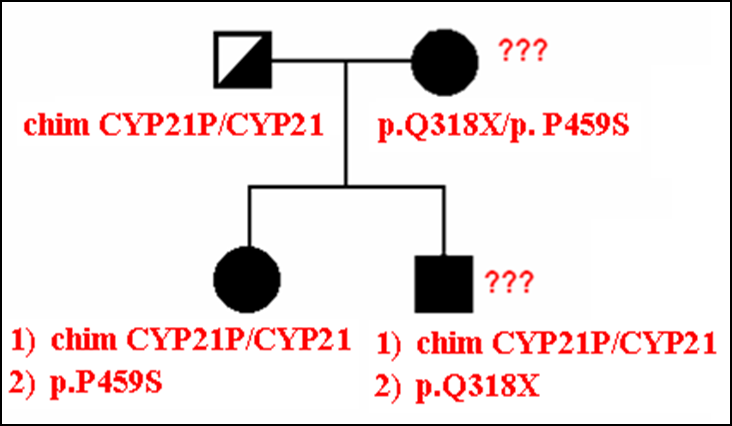 ???
chim CYP21P/CYP21
p.Q318X/p. P459S
???
1) chim CYP21P/CYP21
2) p.P459S
1) chim CYP21P/CYP21
2) p.Q318X